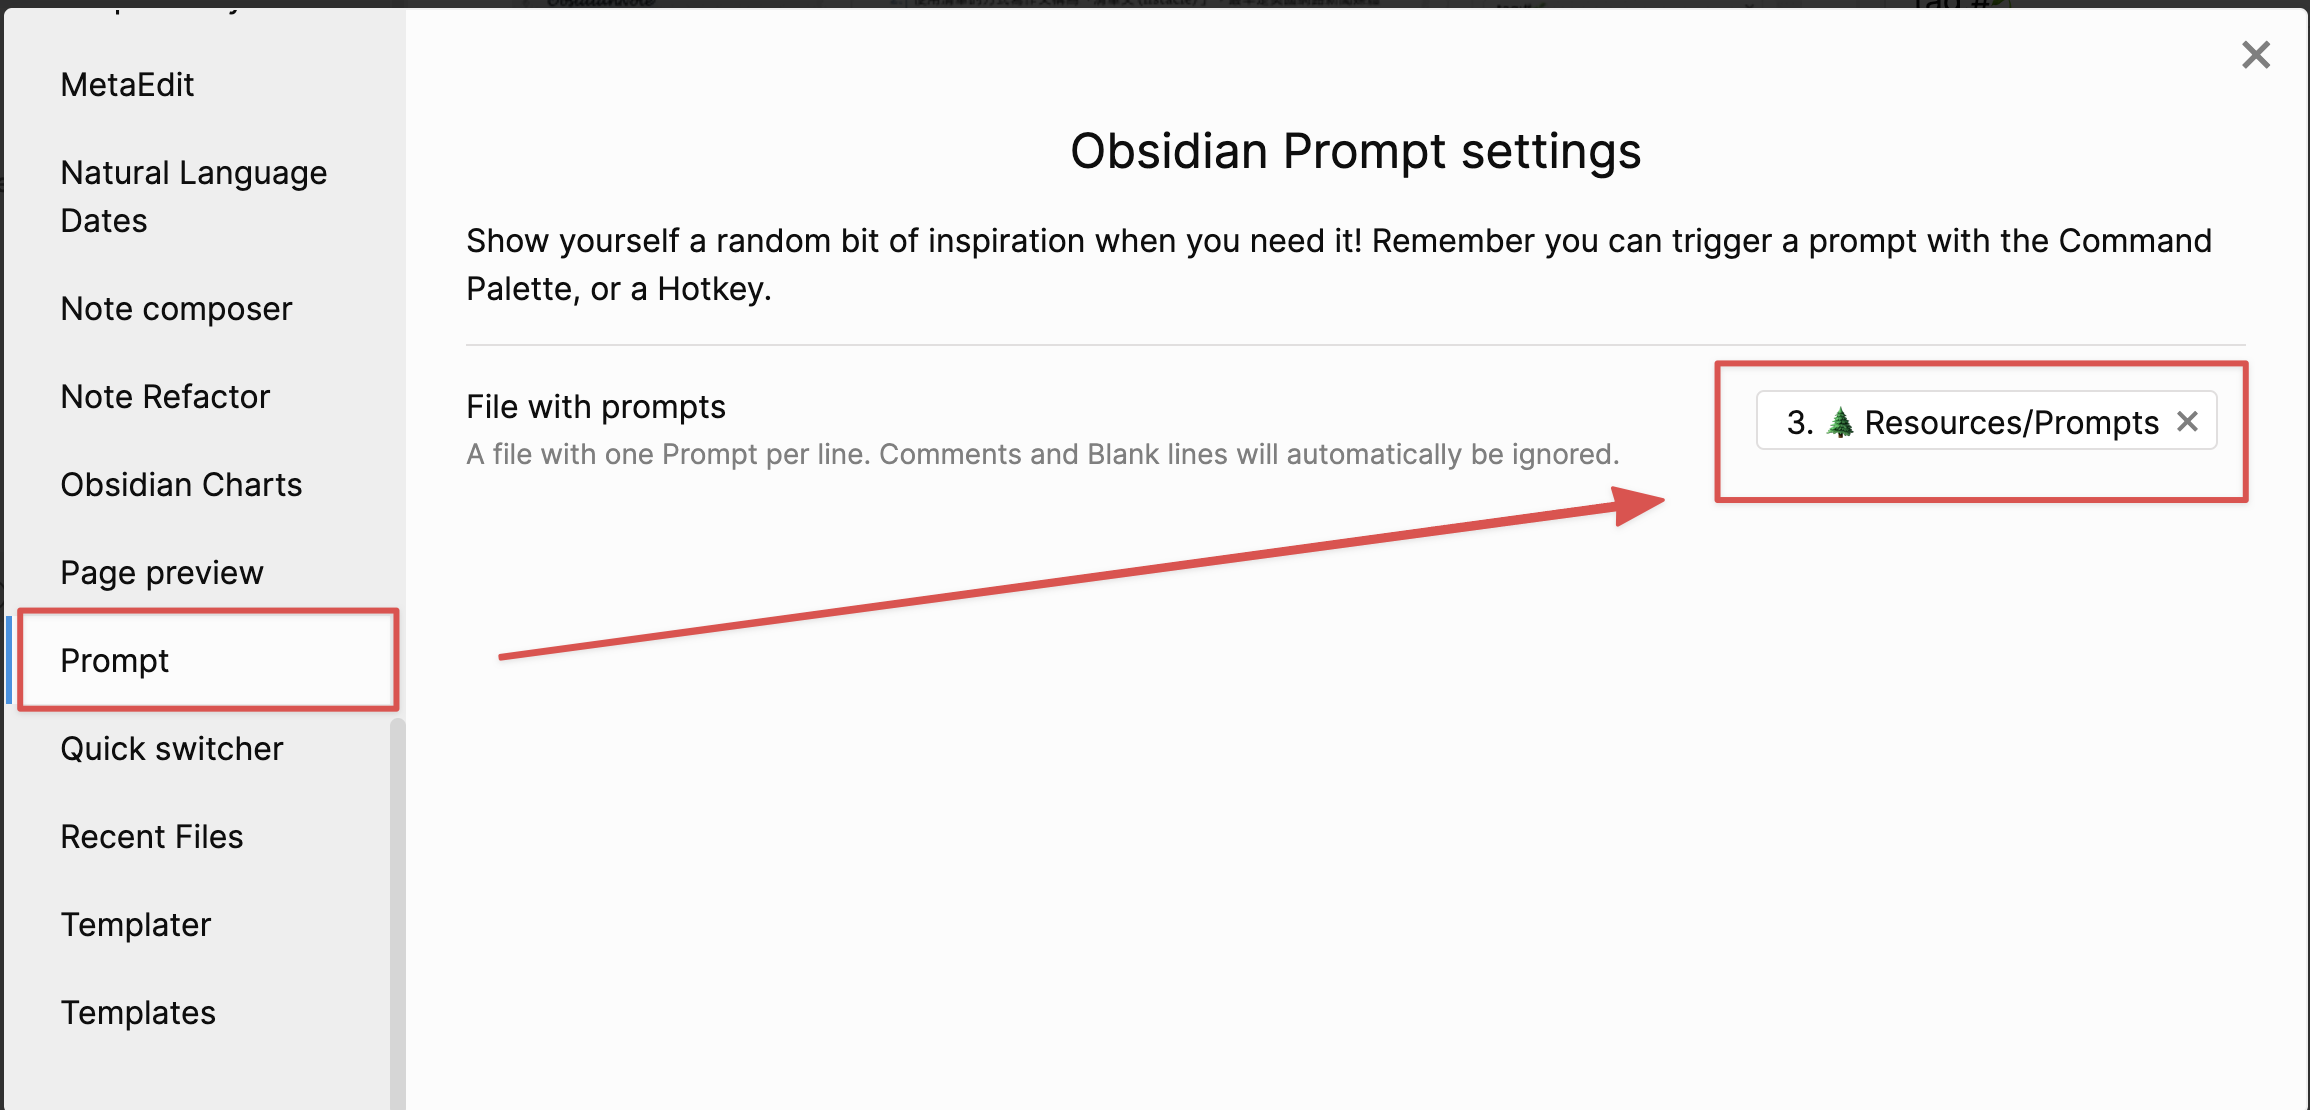 MetaEdit
Natural Language
Dates
Note composer
Note Refactor
Obsidian Charts
Page preview
Prompt
Quick switcher
Recent Files
Templater
Templates
Obsidian Prompt settings
Show yourself a random bit of inspiration when you need it! Remember you can trigger a prompt with the Command
Palette, or a Hotkey.
File with prompts
A file with one Prompt per line. Comments and Blank lines will automatically be ignored.
3. 🌲 Resources/Prompts